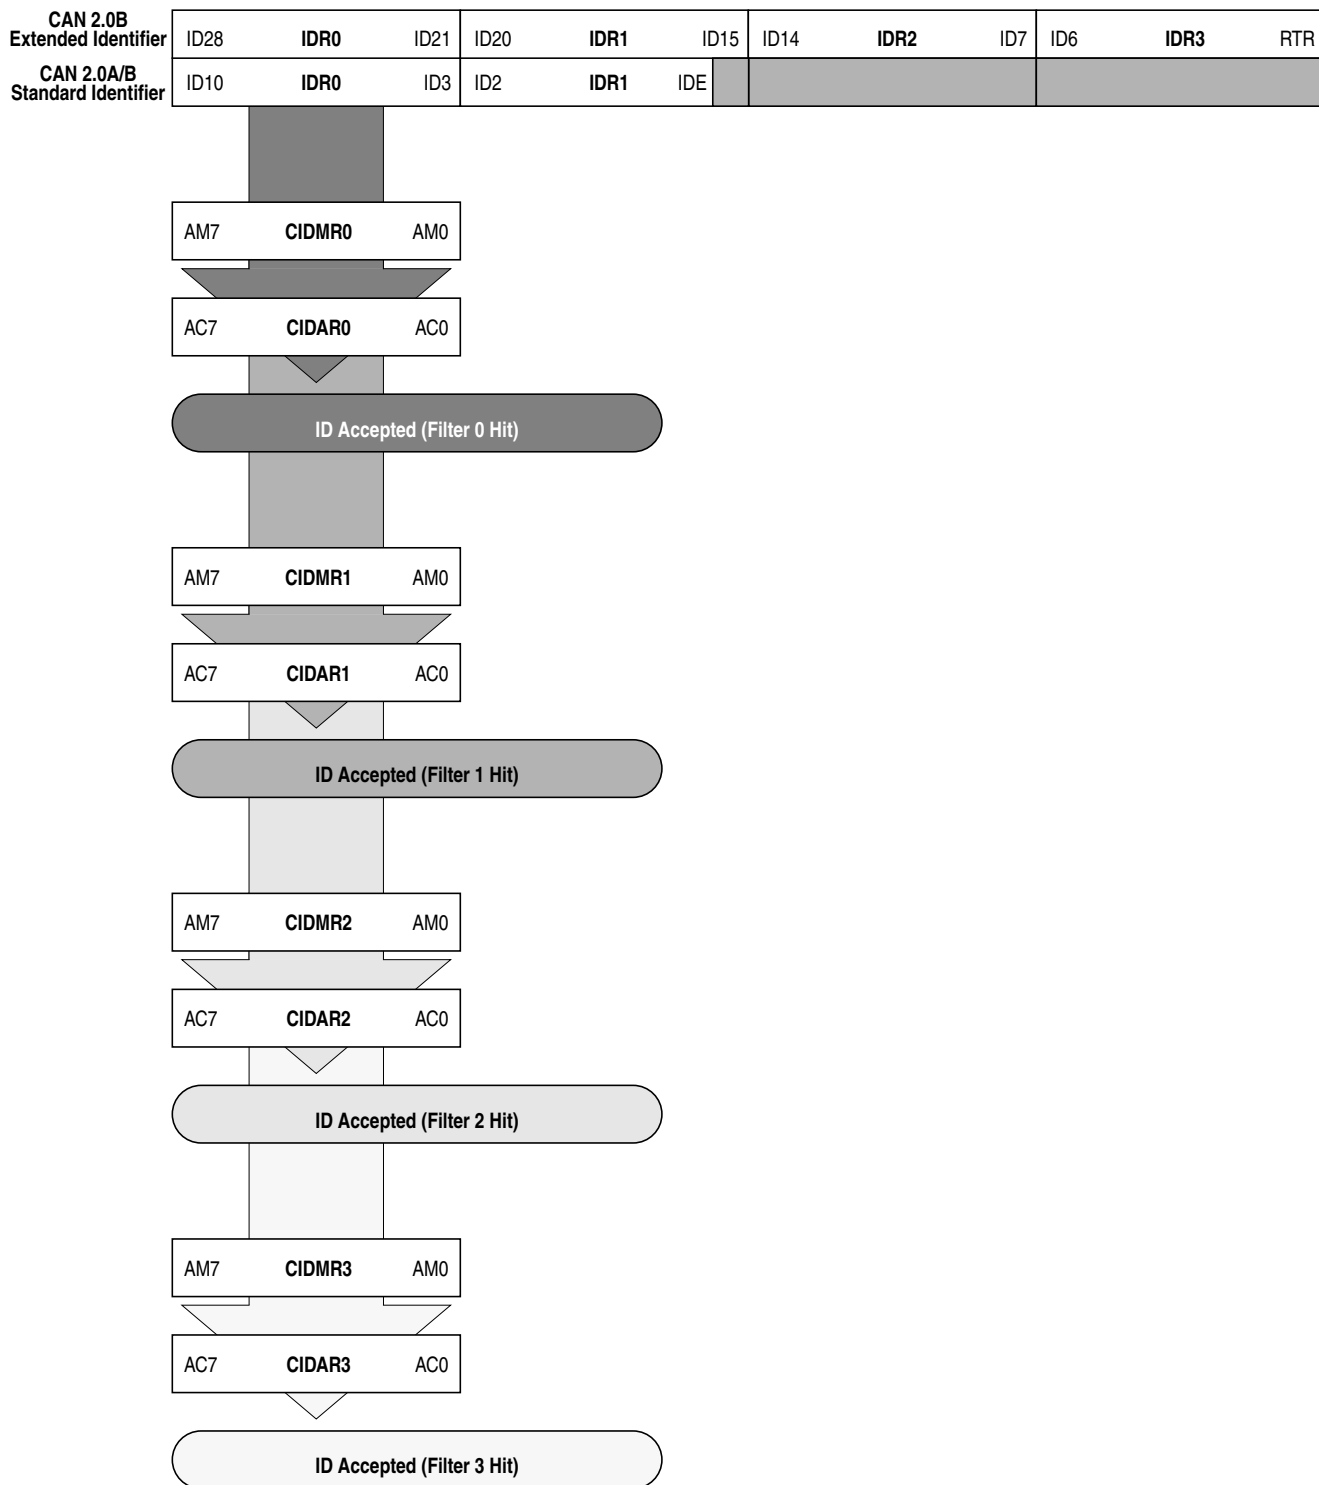 CAN 2.0B
Extended Identifier
ID28 IDR0 ID21 ID20 IDR1 ID15 ID14 IDR2 ID7 ID6 IDR3 RTR
CAN 2.0A/B
Standard Identifier
ID10 IDR0 ID3 ID2 IDR1 IDE
AM7 CIDMR0 AM0
AC7 CIDAR0 AC0
ID Accepted (Filter 0 Hit)
AM7 CIDMR1 AM0
AC7 CIDAR1 AC0
ID Accepted (Filter 1 Hit)
AM7 CIDMR2 AM0
AC7 CIDAR2 AC0
ID Accepted (Filter 2 Hit)
AM7 CIDMR3 AM0
AC7 CIDAR3 AC0
ID Accepted (Filter 3 Hit)